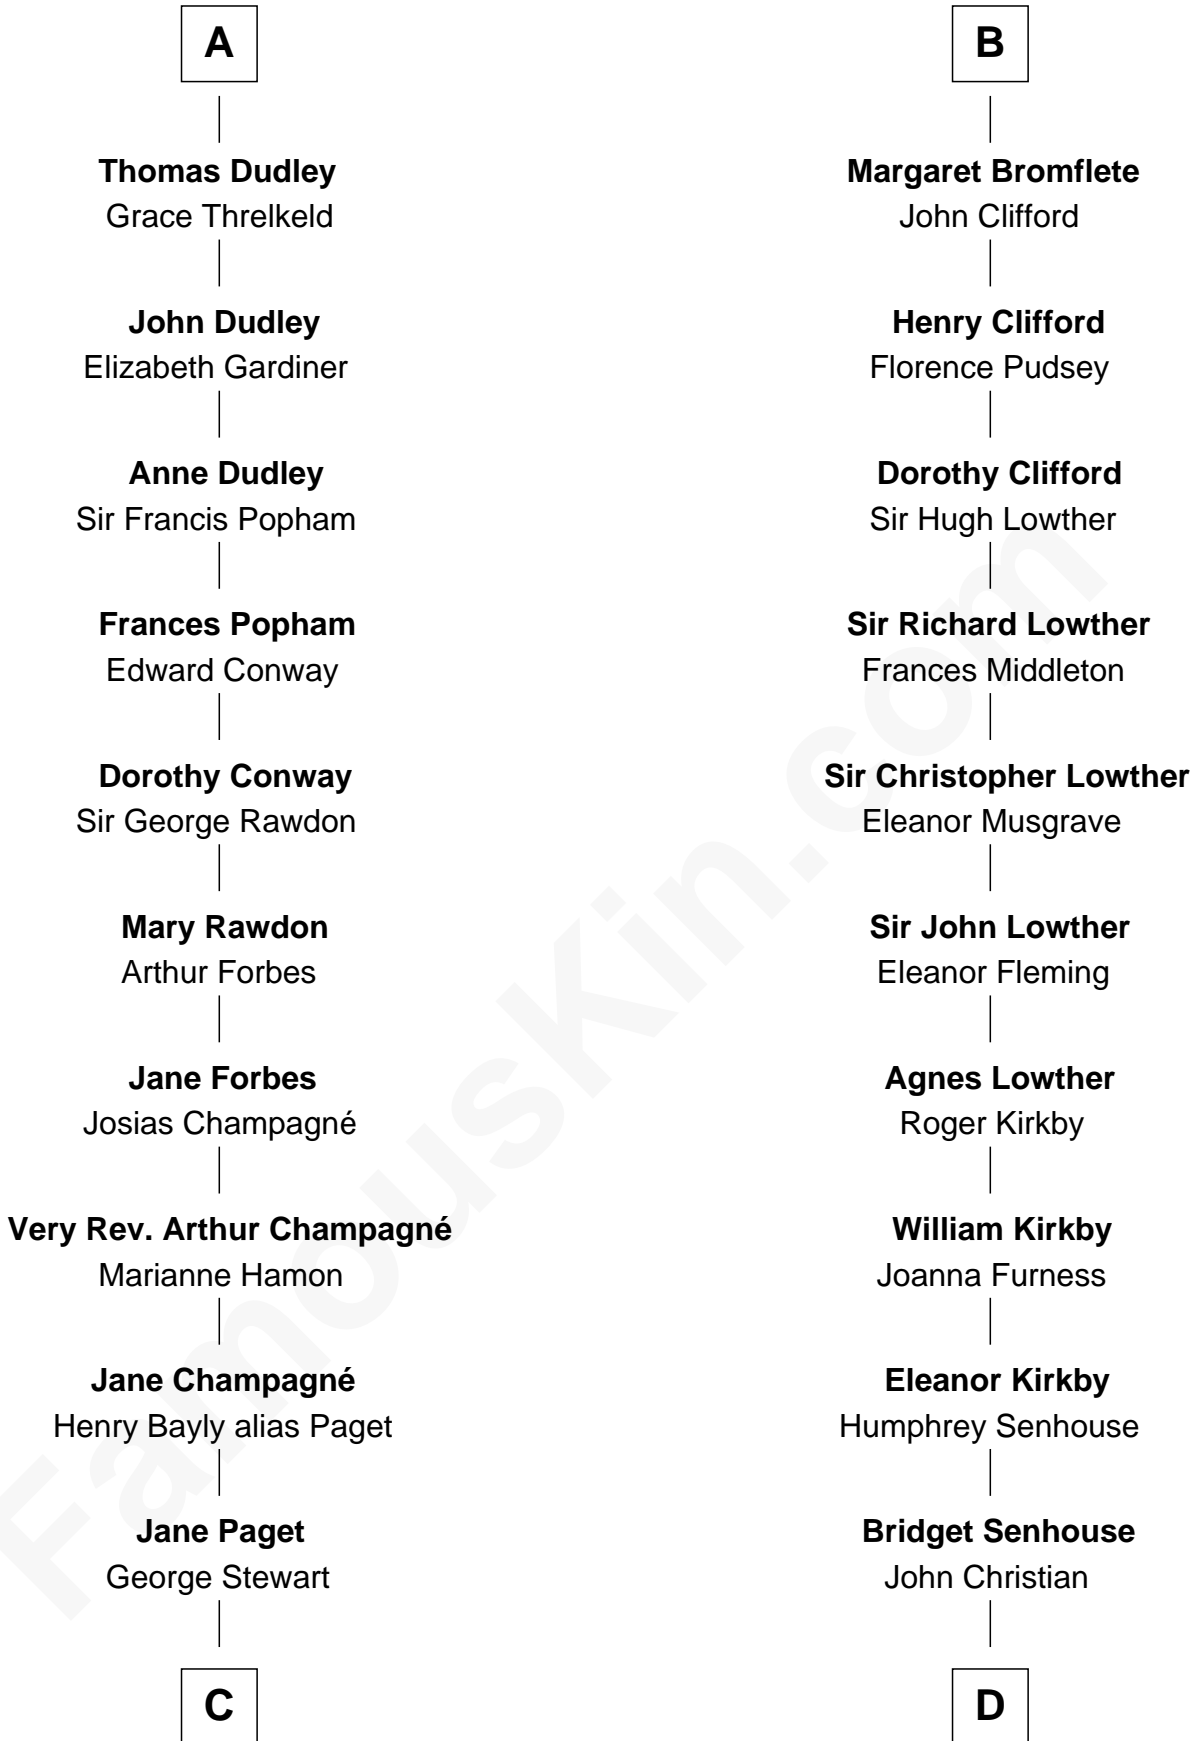 A
Thomas Dudley
Grace Threlkeld
John Dudley
Elizabeth Gardiner
Anne Dudley
Sir Francis Popham
Frances Popham
Edward Conway
Dorothy Conway
Sir George Rawdon
Mary Rawdon
Arthur Forbes
Jane Forbes
Josias Champagné
Very Rev. Arthur Champagné
Marianne Hamon
Jane Champagné
Henry Bayly alias Paget
Jane Paget
George Stewart
C
B
Margaret Bromflete
John Clifford
Henry Clifford
Florence Pudsey
Dorothy Clifford
Sir Hugh Lowther
Sir Richard Lowther
Frances Middleton
Sir Christopher Lowther
Eleanor Musgrave
Sir John Lowther
Eleanor Fleming
Agnes Lowther
Roger Kirkby
William Kirkby
Joanna Furness
Eleanor Kirkby
Humphrey Senhouse
Bridget Senhouse
John Christian
D
FamousKin.com